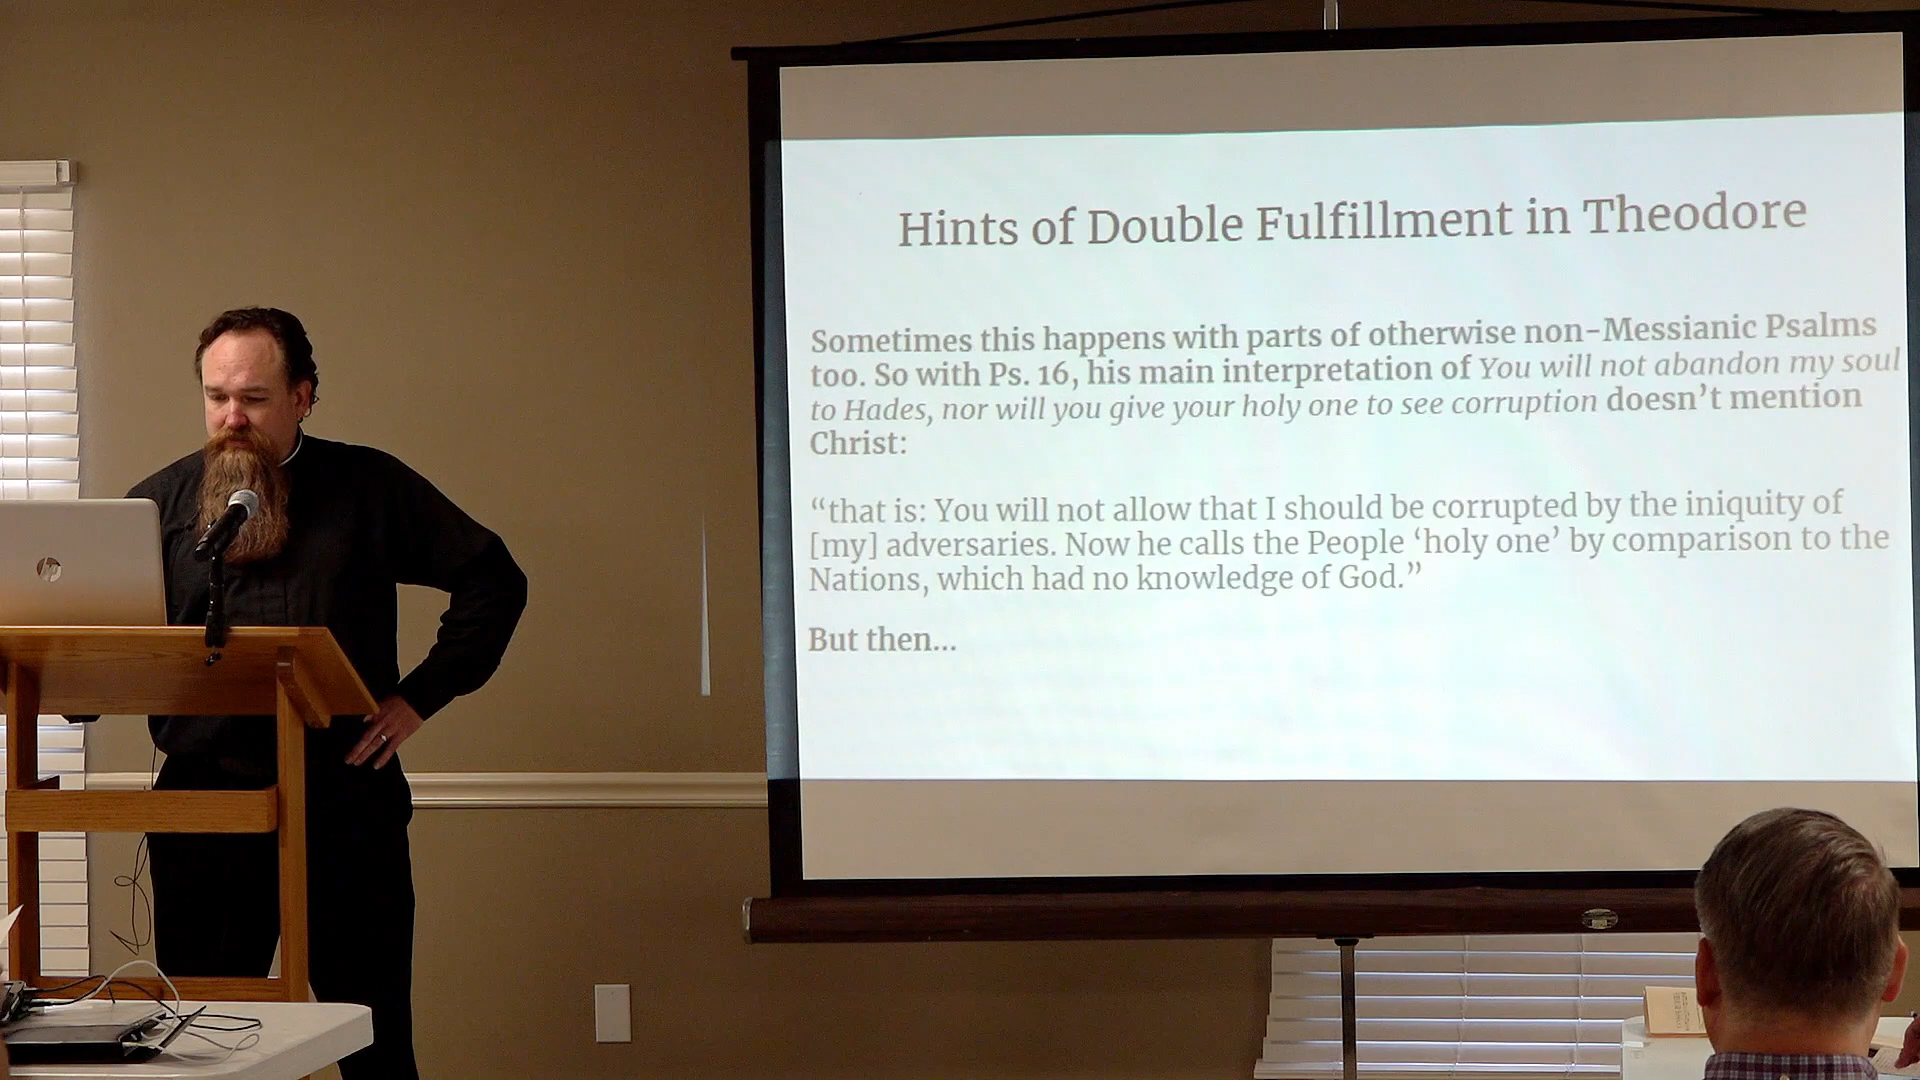 Hints of Double Fulfillment in Theodore
Sometimes this happens with parts of otherwise non-Messianic Psalms
too. So with Ps. 16, his main interpretation of You will not abandon my soul
to Hades, nor will you give your holy one to see corruption doesn’t mention
Christ:
“that is: You will not allow that I should be corrupted by the iniquity of
[my] adversaries. Now he calls the People ‘holy one’ by comparison to the
Nations, which had no knowledge of God.”
But then...